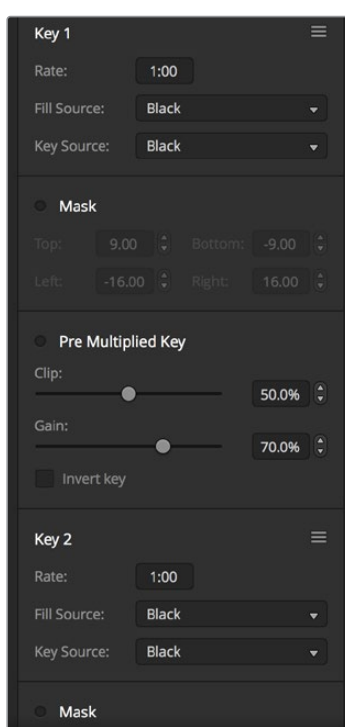 Key 1
Rate: 1:00
Fill Source: Black
Key Source: Black
Mask
Top: 9.00 Bottom: -9.00
Left: -16.00 Right: 16.00
Pre Multiplied Key
Clip:
50.0%
Gain:
70.0%
Invert key
Key 2
Rate: 1:00
Fill Source: Black
Key Source: Black
Mask